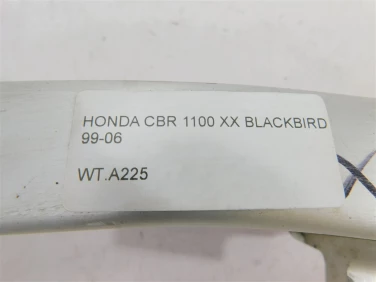 HONDA CBR 1100 XX BLACKBIRD
99-06
WT.A225